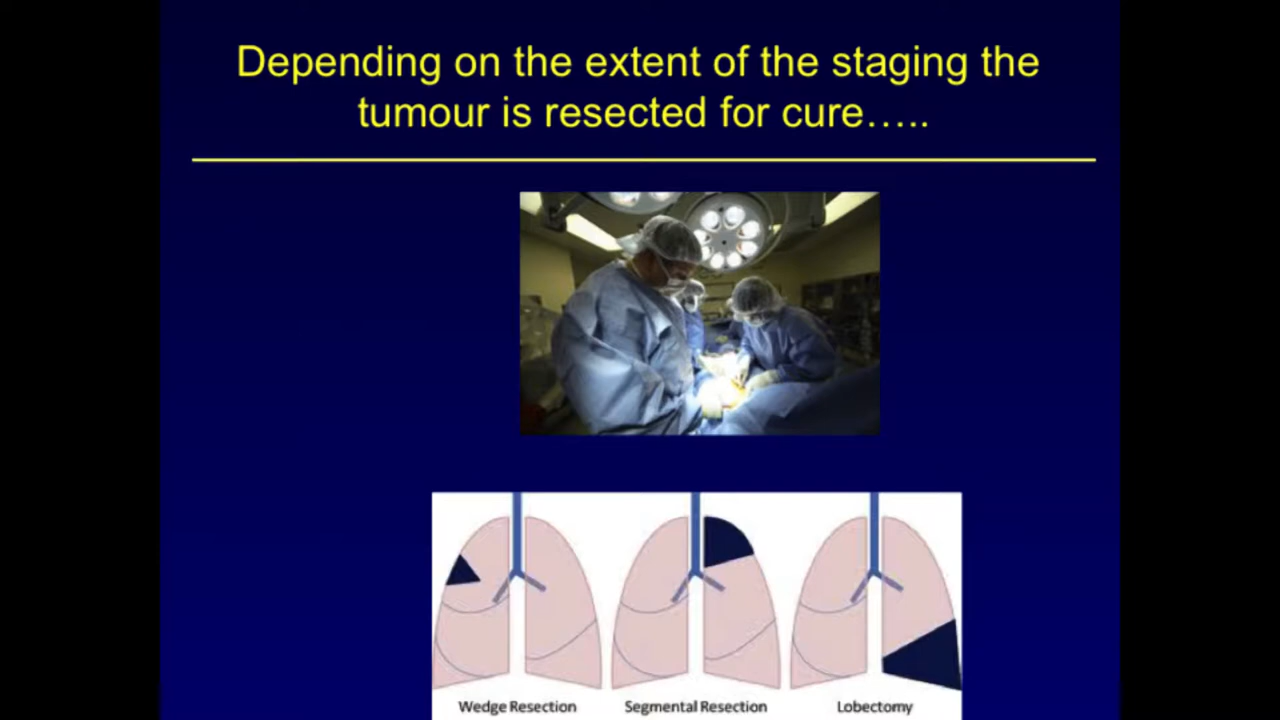 Depending on the extent of the staging the
tumour is resected for cure…..
Wedge Resection
Segmental Resection
Lobectomy